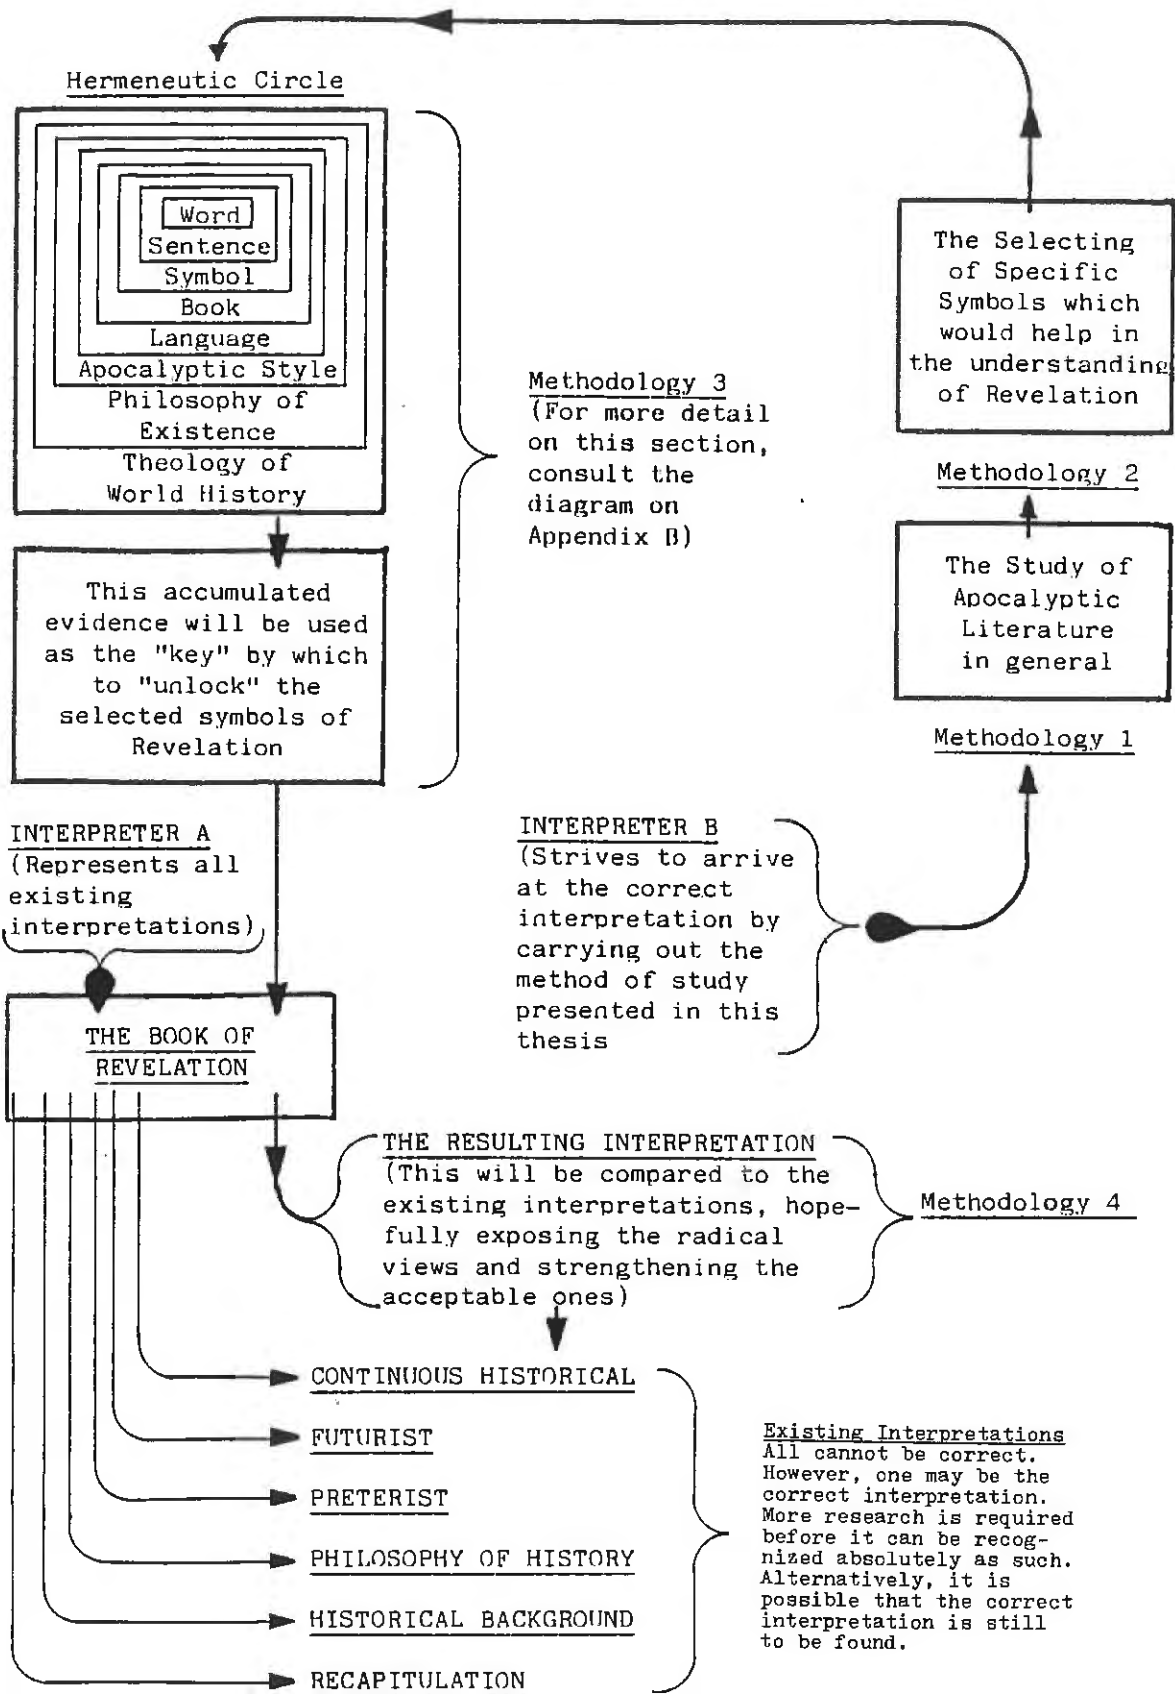 Hermeneutic Circle
Word
Sentence
Symbol
Book
Language
Apocalyptic Style
Philosophy of
Existence
Theology of
World History
This accumulated
evidence will be used
as the "key" by which
to "unlock" the
selected symbols of
Revelation
Methodology 3
(For more detail
on this section,
consult the
diagram on
Appendix B)
The Selecting
of Specific
Symbols which
would help in
the understanding
of Revelation
Methodology 2
The Study of
Apocalyptic
Literature
in general
Methodology 1
INTERPRETER A
(Represents all
existing
interpretations)
INTERPRETER B
(Strives to arrive
at the correct
interpretation by
carrying out the
method of study
presented in this
thesis
THE BOOK OF
REVELATION
THE RESULTING INTERPRETATION
(This will be compared to the
existing interpretations, hope-
fully exposing the radical
views and strengthening the
acceptable ones)
Methodology 4
CONTINUOUS HISTORICAL
FUTURIST
PRETERIST
PHILOSOPHY OF HISTORY
HISTORICAL BACKGROUND
RECAPITULATION
Existing Interpretations
All cannot be correct.
However, one may be the
correct interpretation.
More research is required
before it can be recog-
nized absolutely as such.
Alternatively, it is
possible that the correct
interpretation is still
to be found.